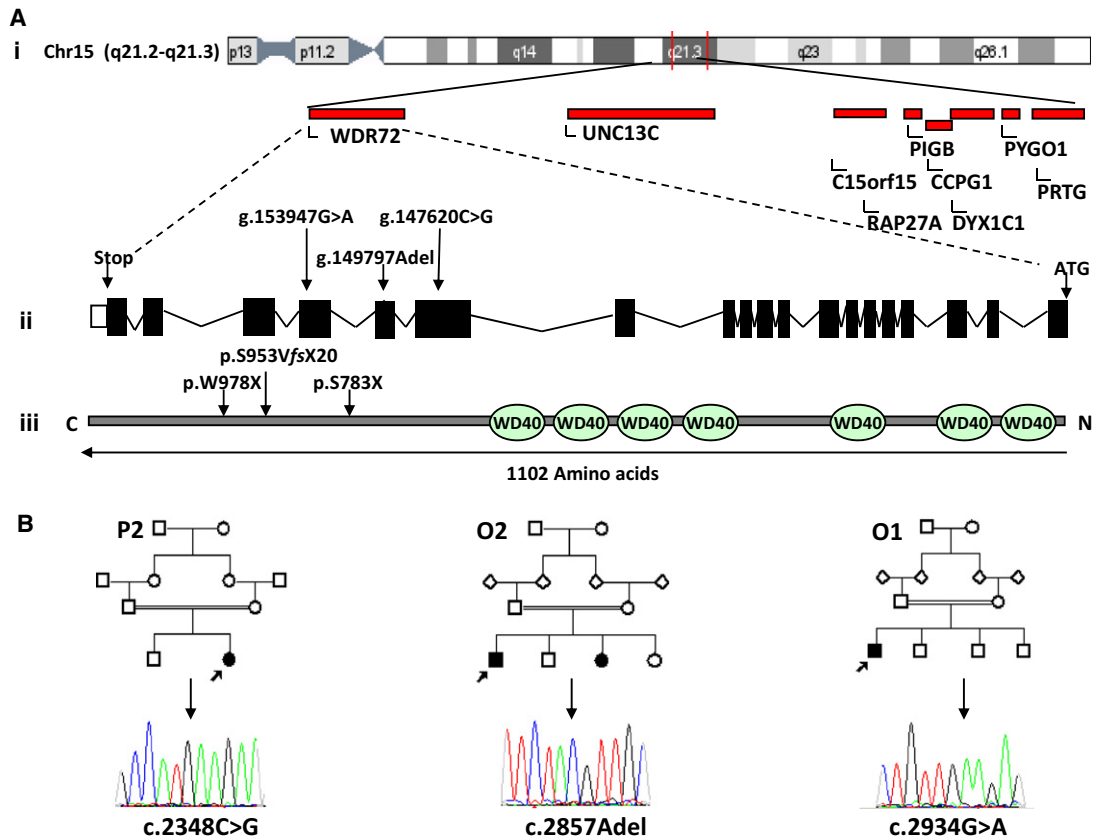 A
i Chr15 (q21.2-q21.3) p13 p11.2 q14 q21.3 q23 q26.1
WDR72 UNC13C PIGB PYGO1
C15orf15 CCPG1 PRTG
RAP27A DYX1C1
g.153947G>A g.147620C>G
Stop g.149797Adel ATG
ii
p.S953VfsX20
p.W978X p.S783X
iii C WD40 WD40 WD40 WD40 WD40 WD40 WD40 N
1102 Amino acids
B
P2 O2 O1
c.2348C>G c.2857Adel c.2934G>A